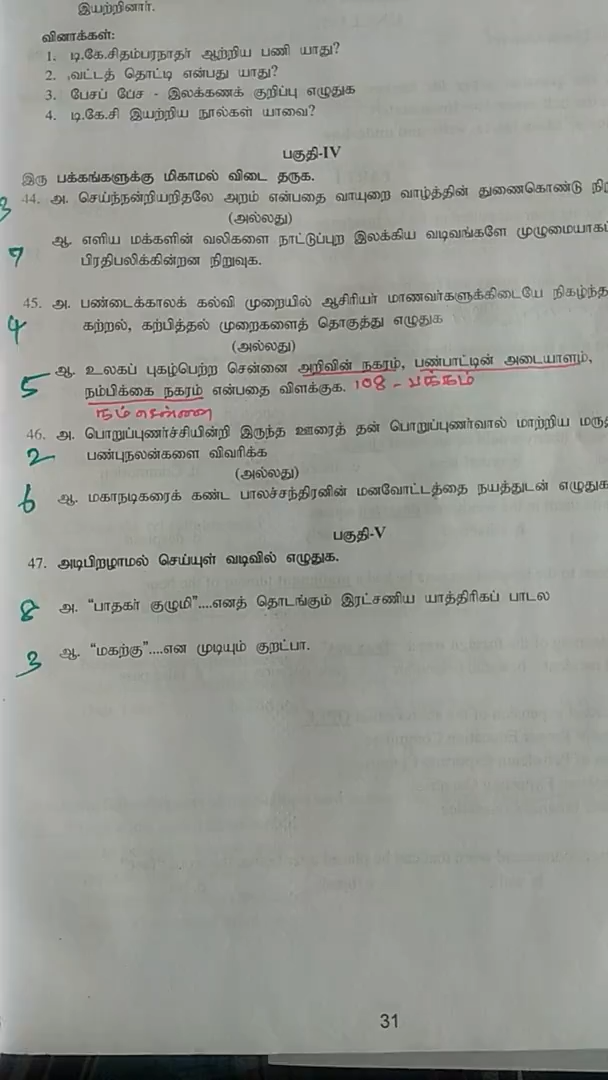 இயற்றினார்.
வினாக்கள்:
1. டி.கே.சிதம்பரநாதர் ஆற்றிய பணி யாது?
2. வட்டத் தொட்டி என்பது யாது?
3. பேசப் பேச - இலக்கணக் குறிப்பு எழுதுக
4. டி.கே.சி இயற்றிய நூல்கள் யாவை?
பகுதி-IV
இரு பக்கங்களுக்கு மிகாமல் விடை தருக.
3 44. அ. செய்ந்நன்றியறிதலே அறம் என்பதை வாயுறை வாழ்த்தின் துணைகொண்டு
(அல்லது)
7 ஆ. எளிய மக்களின் வலிகளை நாட்டுப்புற இலக்கிய வடிவங்களே
பிரதிபலிக்கின்றன நிறுவுக.
45. அ. பண்டைக்காலக் கல்வி முறையில் ஆசிரியர் மாணவர்களுக்கிடையே
4 கற்றல், கற்பித்தல் முறைகளைத் தொகுத்து எழுதுக
(அல்லது)
ஆ. உலகப் புகழ்பெற்ற சென்னை அறிவின் நகரம், பண்பாட்டின் அடையாளம்,
5 நம்பிக்கை நகரம் என்பதை விளக்குக. 108 - பக்கம்
நம் சென்னை
46. அ. பொறுப்புணர்ச்சியின்றி இருந்த ஊரைத் தன் பொறுப்புணர்வால் மாற்றிய
2 பண்புநலன்களை விவரிக்க
(அல்லது)
6 ஆ. மகாநடிகரைக் கண்ட பாலச்சந்திரனின் மனவோட்டத்தை நயத்துடன் எழுதுக
பகுதி-V
47. அடிபிறழாமல் செய்யுள் வடிவில் எழுதுக.
8 அ. “பாதகர் குழுமி”....எனத் தொடங்கும் இரட்சணிய யாத்திரிகப் பாடல
3 ஆ. “மகற்கு”....என முடியும் குறட்பா.
31